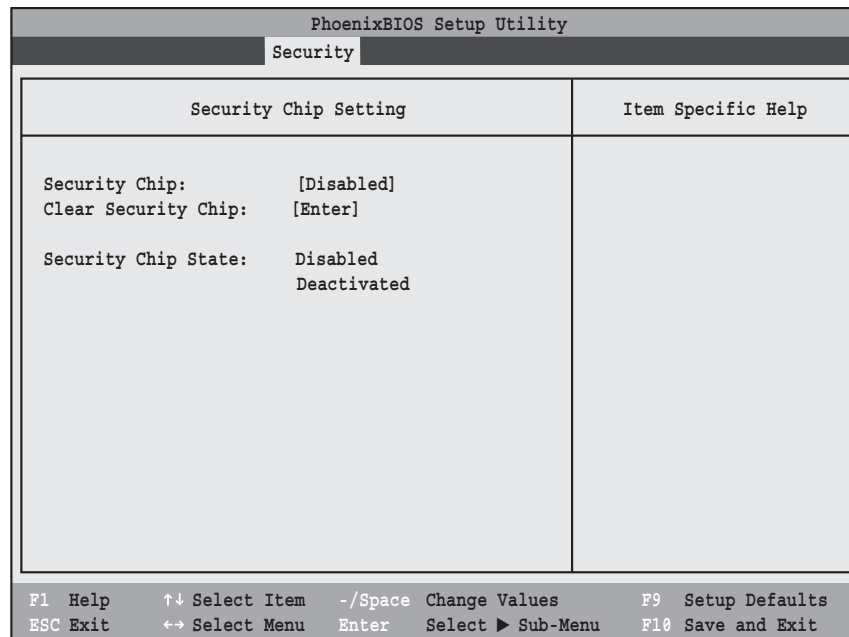 PhoenixBIOS Setup Utility
Security
Security Chip Setting
Item Specific Help
Security Chip: [Disabled]
Clear Security Chip: [Enter]
Security Chip State: Disabled
Deactivated
F1 Help ↑↓ Select Item -/Space Change Values F9 Setup Defaults
ESC Exit ←→ Select Menu Enter Select ▶ Sub-Menu F10 Save and Exit